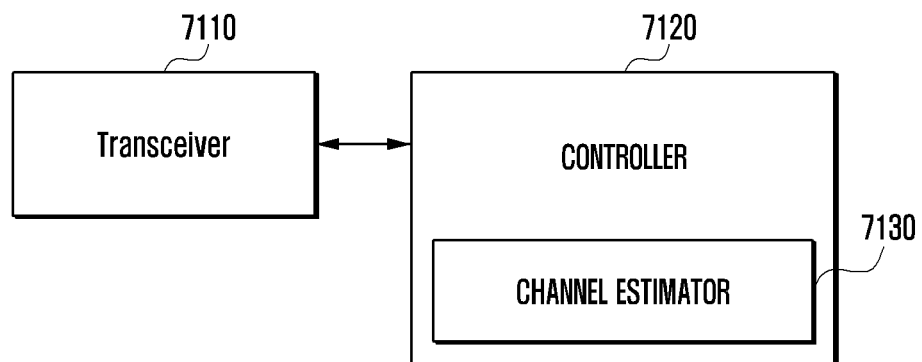 7110
7120
Transceiver
CONTROLLER
7130
CHANNEL ESTIMATOR